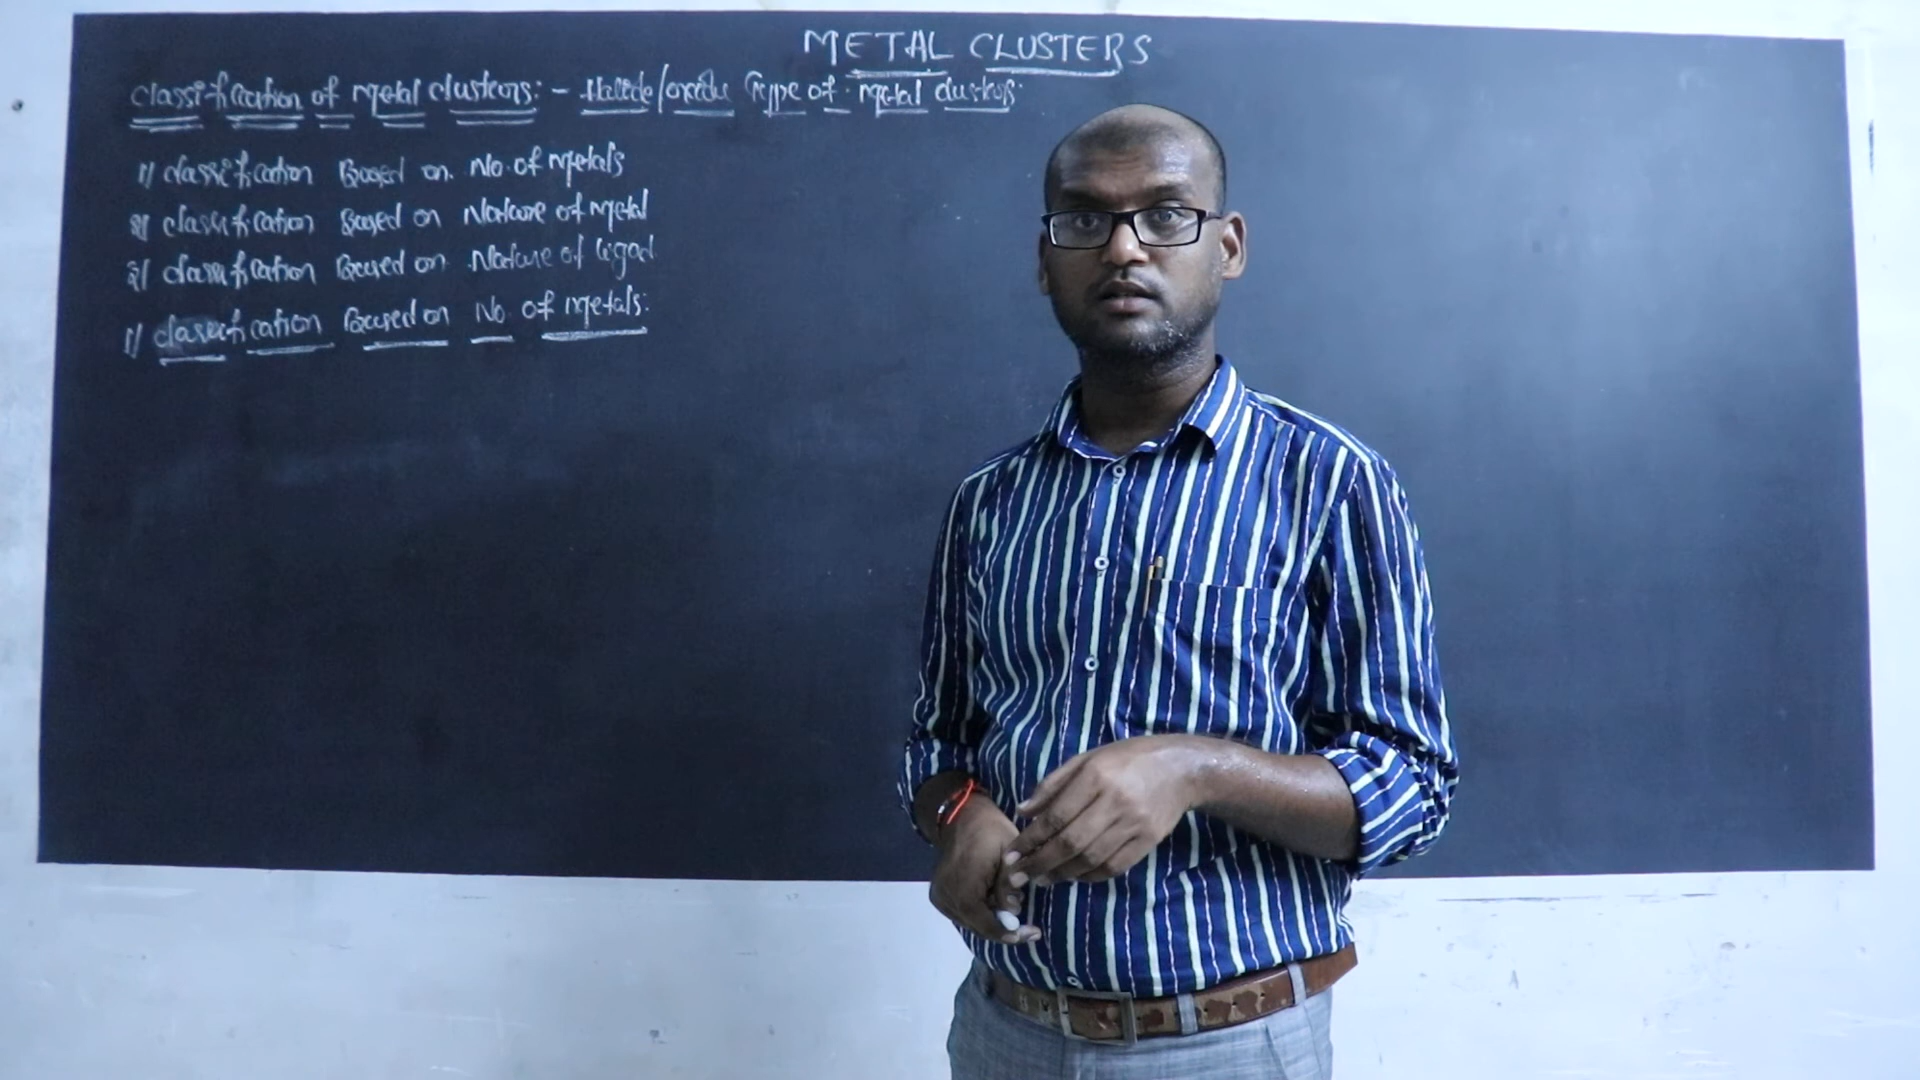 METAL CLUSTERS
classification of metal clusters: - Halide/oxide Type of metal clusters.
1) classification Based on No. of metals
2) classification Based on Nature of metal
3) classification Based on Nature of ligad
1) classification Based on No. of metals: